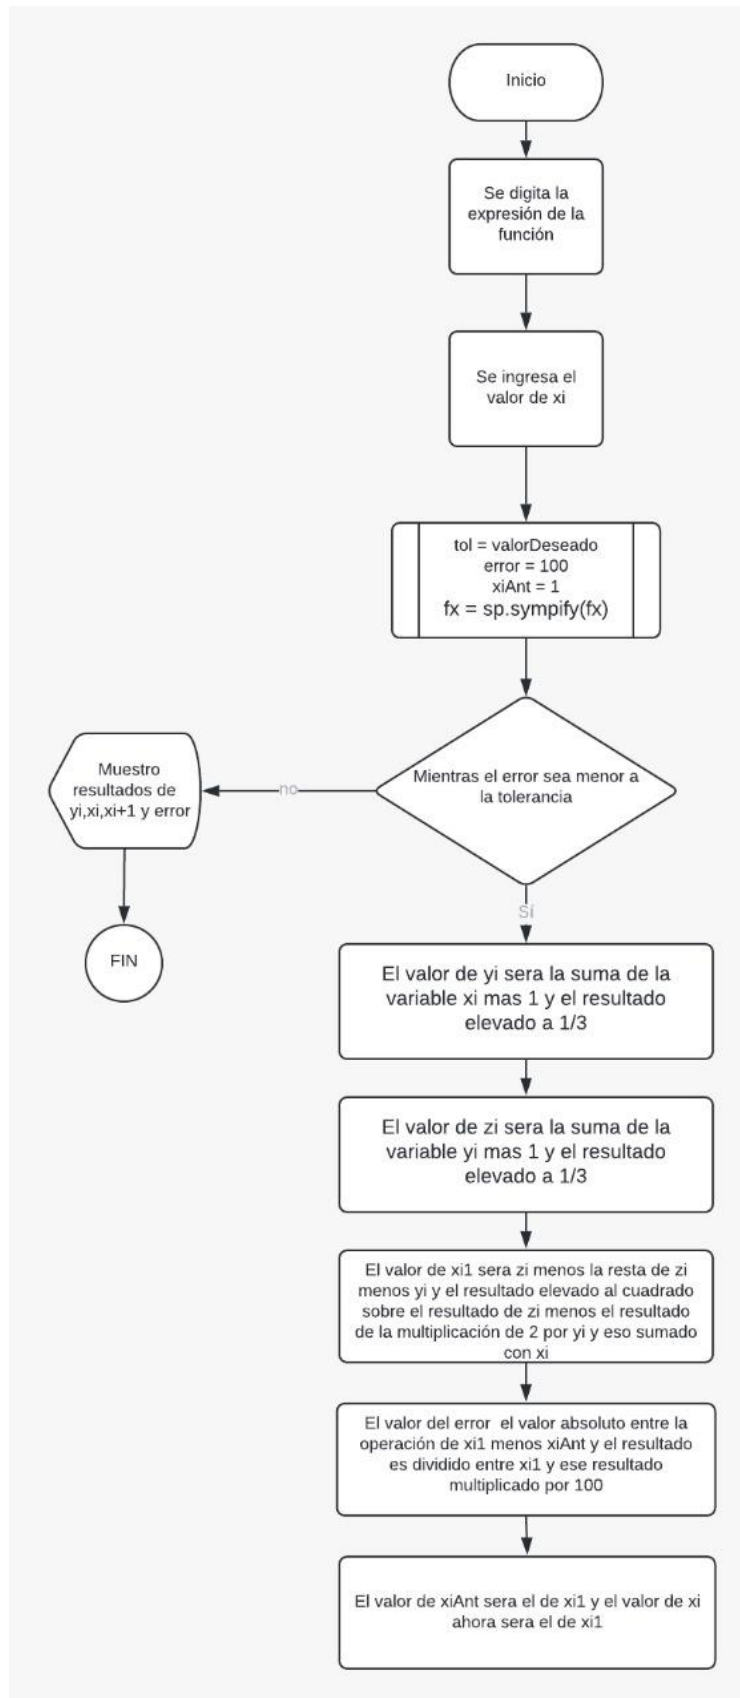 Inicio
Se digita la
expresión de la
función
Se ingresa el
valor de xi
tol = valorDeseado
error = 100
xiAnt = 1
fx = sp.sympify(fx)
Mientras el error sea menor a
la tolerancia
no
Muestro
resultados de
yi,xi,xi+1 y error
FIN
Sí
El valor de yi sera la suma de la
variable xi mas 1 y el resultado
elevado a 1/3
El valor de zi sera la suma de la
variable yi mas 1 y el resultado
elevado a 1/3
El valor de xi1 sera zi menos la resta de zi
menos yi y el resultado elevado al cuadrado
sobre el resultado de zi menos el resultado
de la multiplicación de 2 por yi y eso sumado
con xi
El valor del error el valor absoluto entre la
operación de xi1 menos xiAnt y el resultado
es dividido entre xi1 y ese resultado
multiplicado por 100
El valor de xiAnt sera el de xi1 y el valor de xi
ahora sera el de xi1